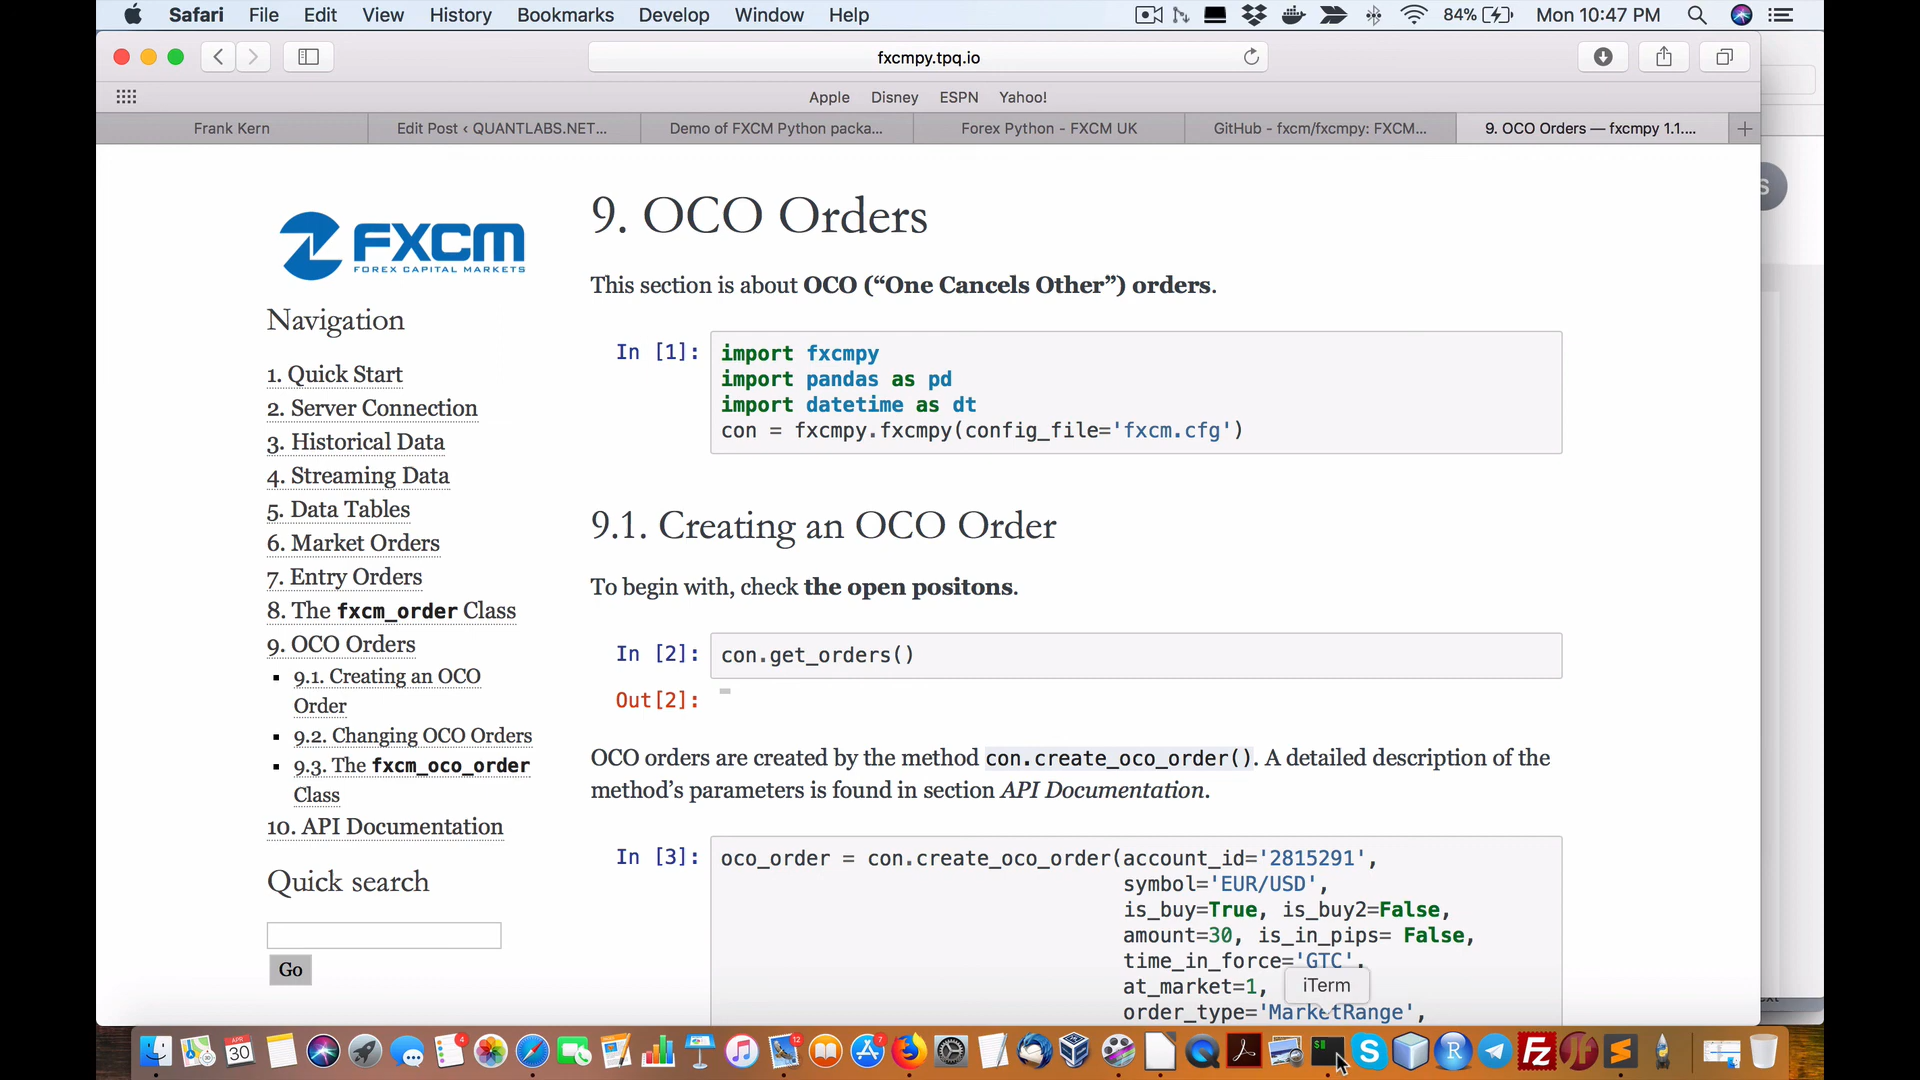 Safari File Edit View History Bookmarks Develop Window Help 84% Mon 10:47 PM
fxcmpy.tpq.io
Apple Disney ESPN Yahoo!
Frank Kern
Edit Post ‹ QUANTLABS.NET...
Demo of FXCM Python packa...
Forex Python - FXCM UK
GitHub - fxcm/fxcmpy: FXCM...
9. OCO Orders — fxcmpy 1.1....
S
FXCM
FOREX CAPITAL MARKETS
Navigation
1. Quick Start
2. Server Connection
3. Historical Data
4. Streaming Data
5. Data Tables
6. Market Orders
7. Entry Orders
8. The fxcm_order Class
9. OCO Orders
9.1. Creating an OCO
Order
9.2. Changing OCO Orders
9.3. The fxcm_oco_order
Class
10. API Documentation
Quick search
Go
9. OCO Orders
This section is about OCO (“One Cancels Other”) orders.
In [1]:
import fxcmpy
import pandas as pd
import datetime as dt
con = fxcmpy.fxcmpy(config_file='fxcm.cfg')
9.1. Creating an OCO Order
To begin with, check the open positons.
In [2]: con.get_orders()
Out[2]:
OCO orders are created by the method con.create_oco_order(). A detailed description of the
method’s parameters is found in section API Documentation.
In [3]: oco_order = con.create_oco_order(account_id='2815291',
symbol='EUR/USD',
is_buy=True, is_buy2=False,
amount=30, is_in_pips= False,
time_in_force='GTC',
at_market=1,
iTerm
order_type='MarketRange',
APR
30
4
12
7
$
S
R
Fz